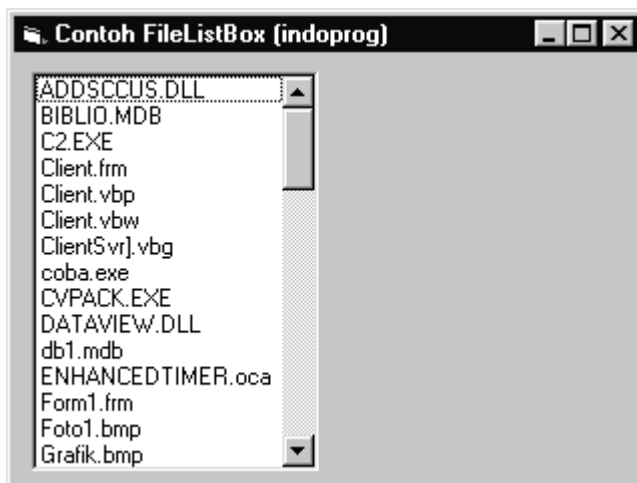 Contoh FileListBox (indoprog)
ADDSCCUS.DLL
BIBLIO.MDB
C2.EXE
Client.frm
Client.vbp
Client.vbw
ClientSvr].vbg
coba.exe
CVPACK.EXE
DATAVIEW.DLL
db1.mdb
ENHANCEDTIMER.oca
Form1.frm
Foto1.bmp
Grafik.bmp